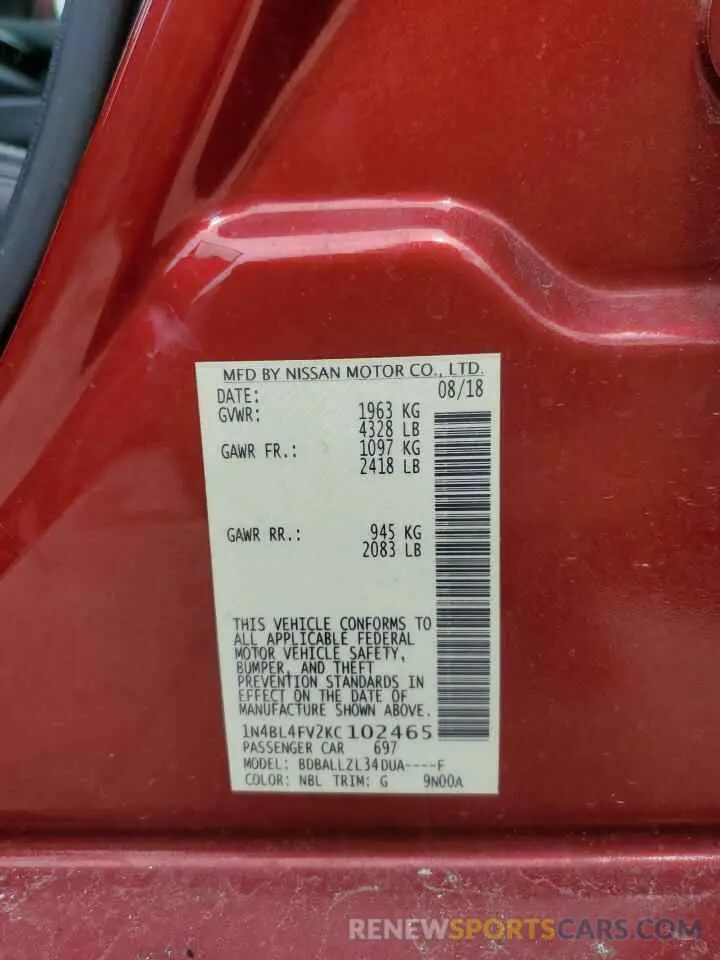 MFD BY NISSAN MOTOR CO., LTD.
DATE: 08/18
GVWR: 1963 KG
4328 LB
GAWR FR.: 1097 KG
2418 LB
GAWR RR.: 945 KG
2083 LB
THIS VEHICLE CONFORMS TO
ALL APPLICABLE FEDERAL
MOTOR VEHICLE SAFETY,
BUMPER, AND THEFT
PREVENTION STANDARDS IN
EFFECT ON THE DATE OF
MANUFACTURE SHOWN ABOVE.
1N4BL4FV2KC102465
PASSENGER CAR 697
MODEL: BDBALLZL34DUA----F
COLOR: NBL TRIM: G 9N00A
RENEWSPORTSCARS.COM